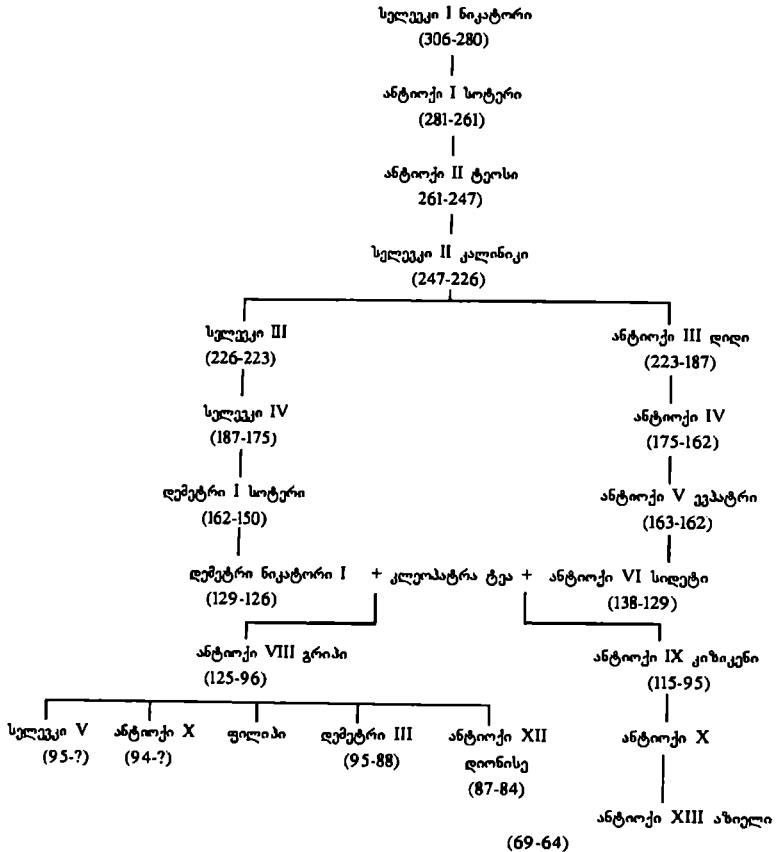 სელევკი I ნიკატორი
(306-280)
ანტიოქი I სოტერი
(281-261)
ანტიოქი II ტეოსი
261-247)
სელევკი II კალინიკი
(247-226)
სელევკი III ანტიოქი III დიდი
(226-223) (223-187)
სელევკი IV ანტიოქი IV
(187-175) (175-162)
დემეტრი I სოტერი ანტიოქი V ევპატრი
(162-150) (163-162)
დემეტრი ნიკატორი I + კლეოპატრა ტეა + ანტიოქი VI სიდეტი
(129-126) (138-129)
ანტიოქი VIII გრიპი ანტიოქი IX კიზიკენი
(125-96) (115-95)
სელევკი V ანტიოქი X ფილიპი დემეტრი III ანტიოქი XII ანტიოქი X
(95-?) (94-?) (95-88) დიონისე
(87-84)
ანტიოქი XIII აზიელი
(69-64)